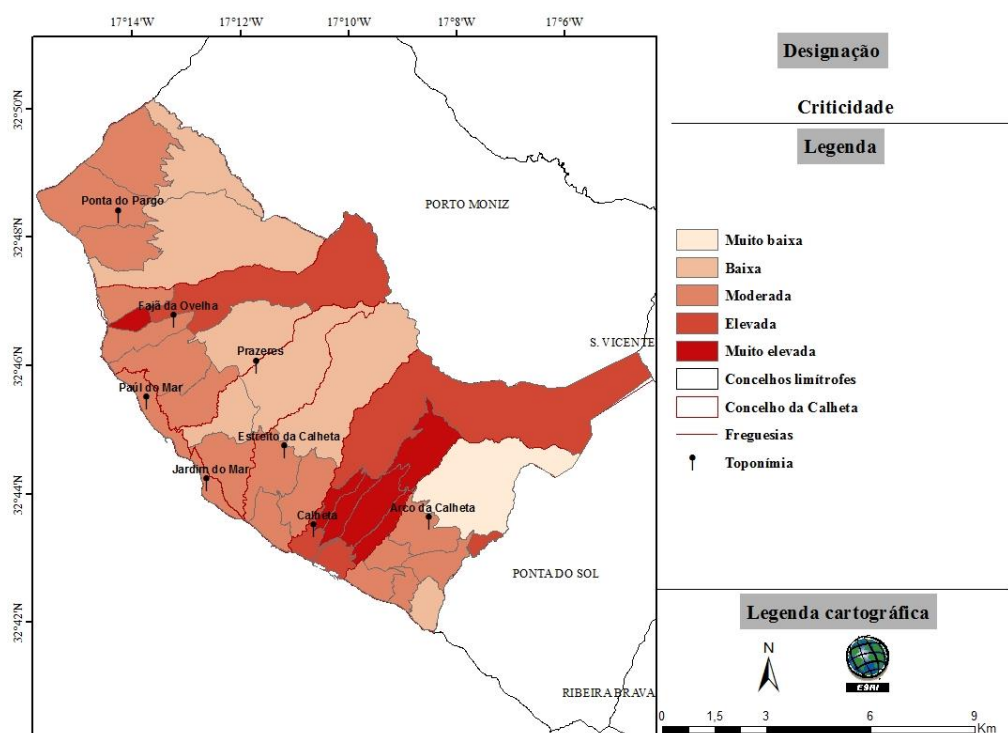 17°14'W 17°12'W 17°10'W 17°8'W 17°6'W
32°50'N
32°48'N
32°46'N
32°44'N
32°42'N
PORTO MONIZ
Ponta do Pargo
Fajã da Ovelha
S. VICENTE
Prazeres
Paúl do Mar
Estreito da Calheta
Jardim do Mar
Calheta
Arco da Calheta
PONTA DO SOL
RIBEIRA BRAVA
Designação
Criticidade
Legenda
Muito baixa
Baixa
Moderada
Elevada
Muito elevada
Concelhos limítrofes
Concelho da Calheta
Freguesias
Toponímia
Legenda cartográfica
N
ESRI
0 1,5 3 6 9
Km